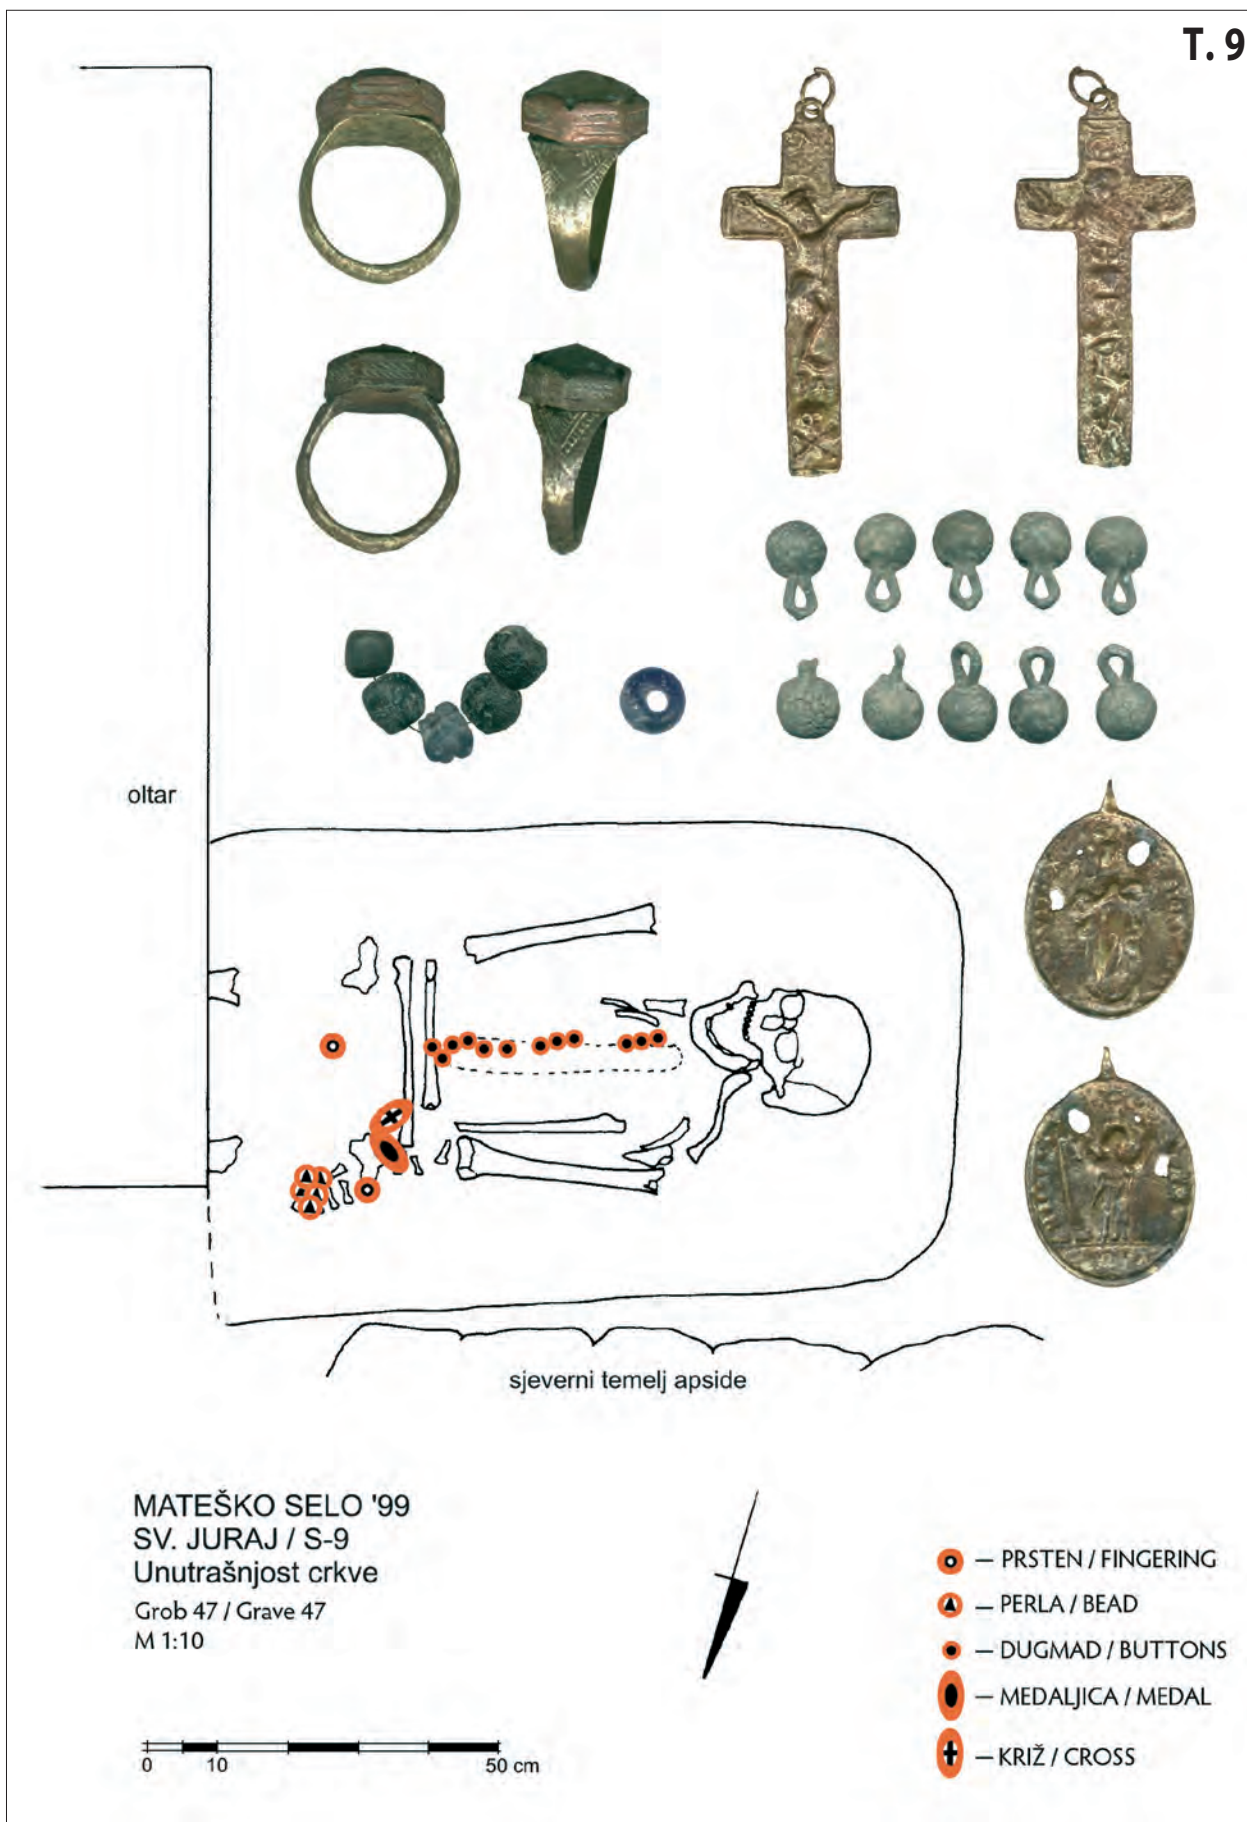 T. 9
oltar
sjeverni temelj apside
MATEŠKO SELO '99
SV. JURAJ / S-9
Unutrašnjost crkve
Grob 47 / Grave 47
M 1:10
0 10 50 cm
— PRSTEN / FINGERING
— PERLA / BEAD
— DUGMAD / BUTTONS
— MEDALJICA / MEDAL
— KRIŽ / CROSS